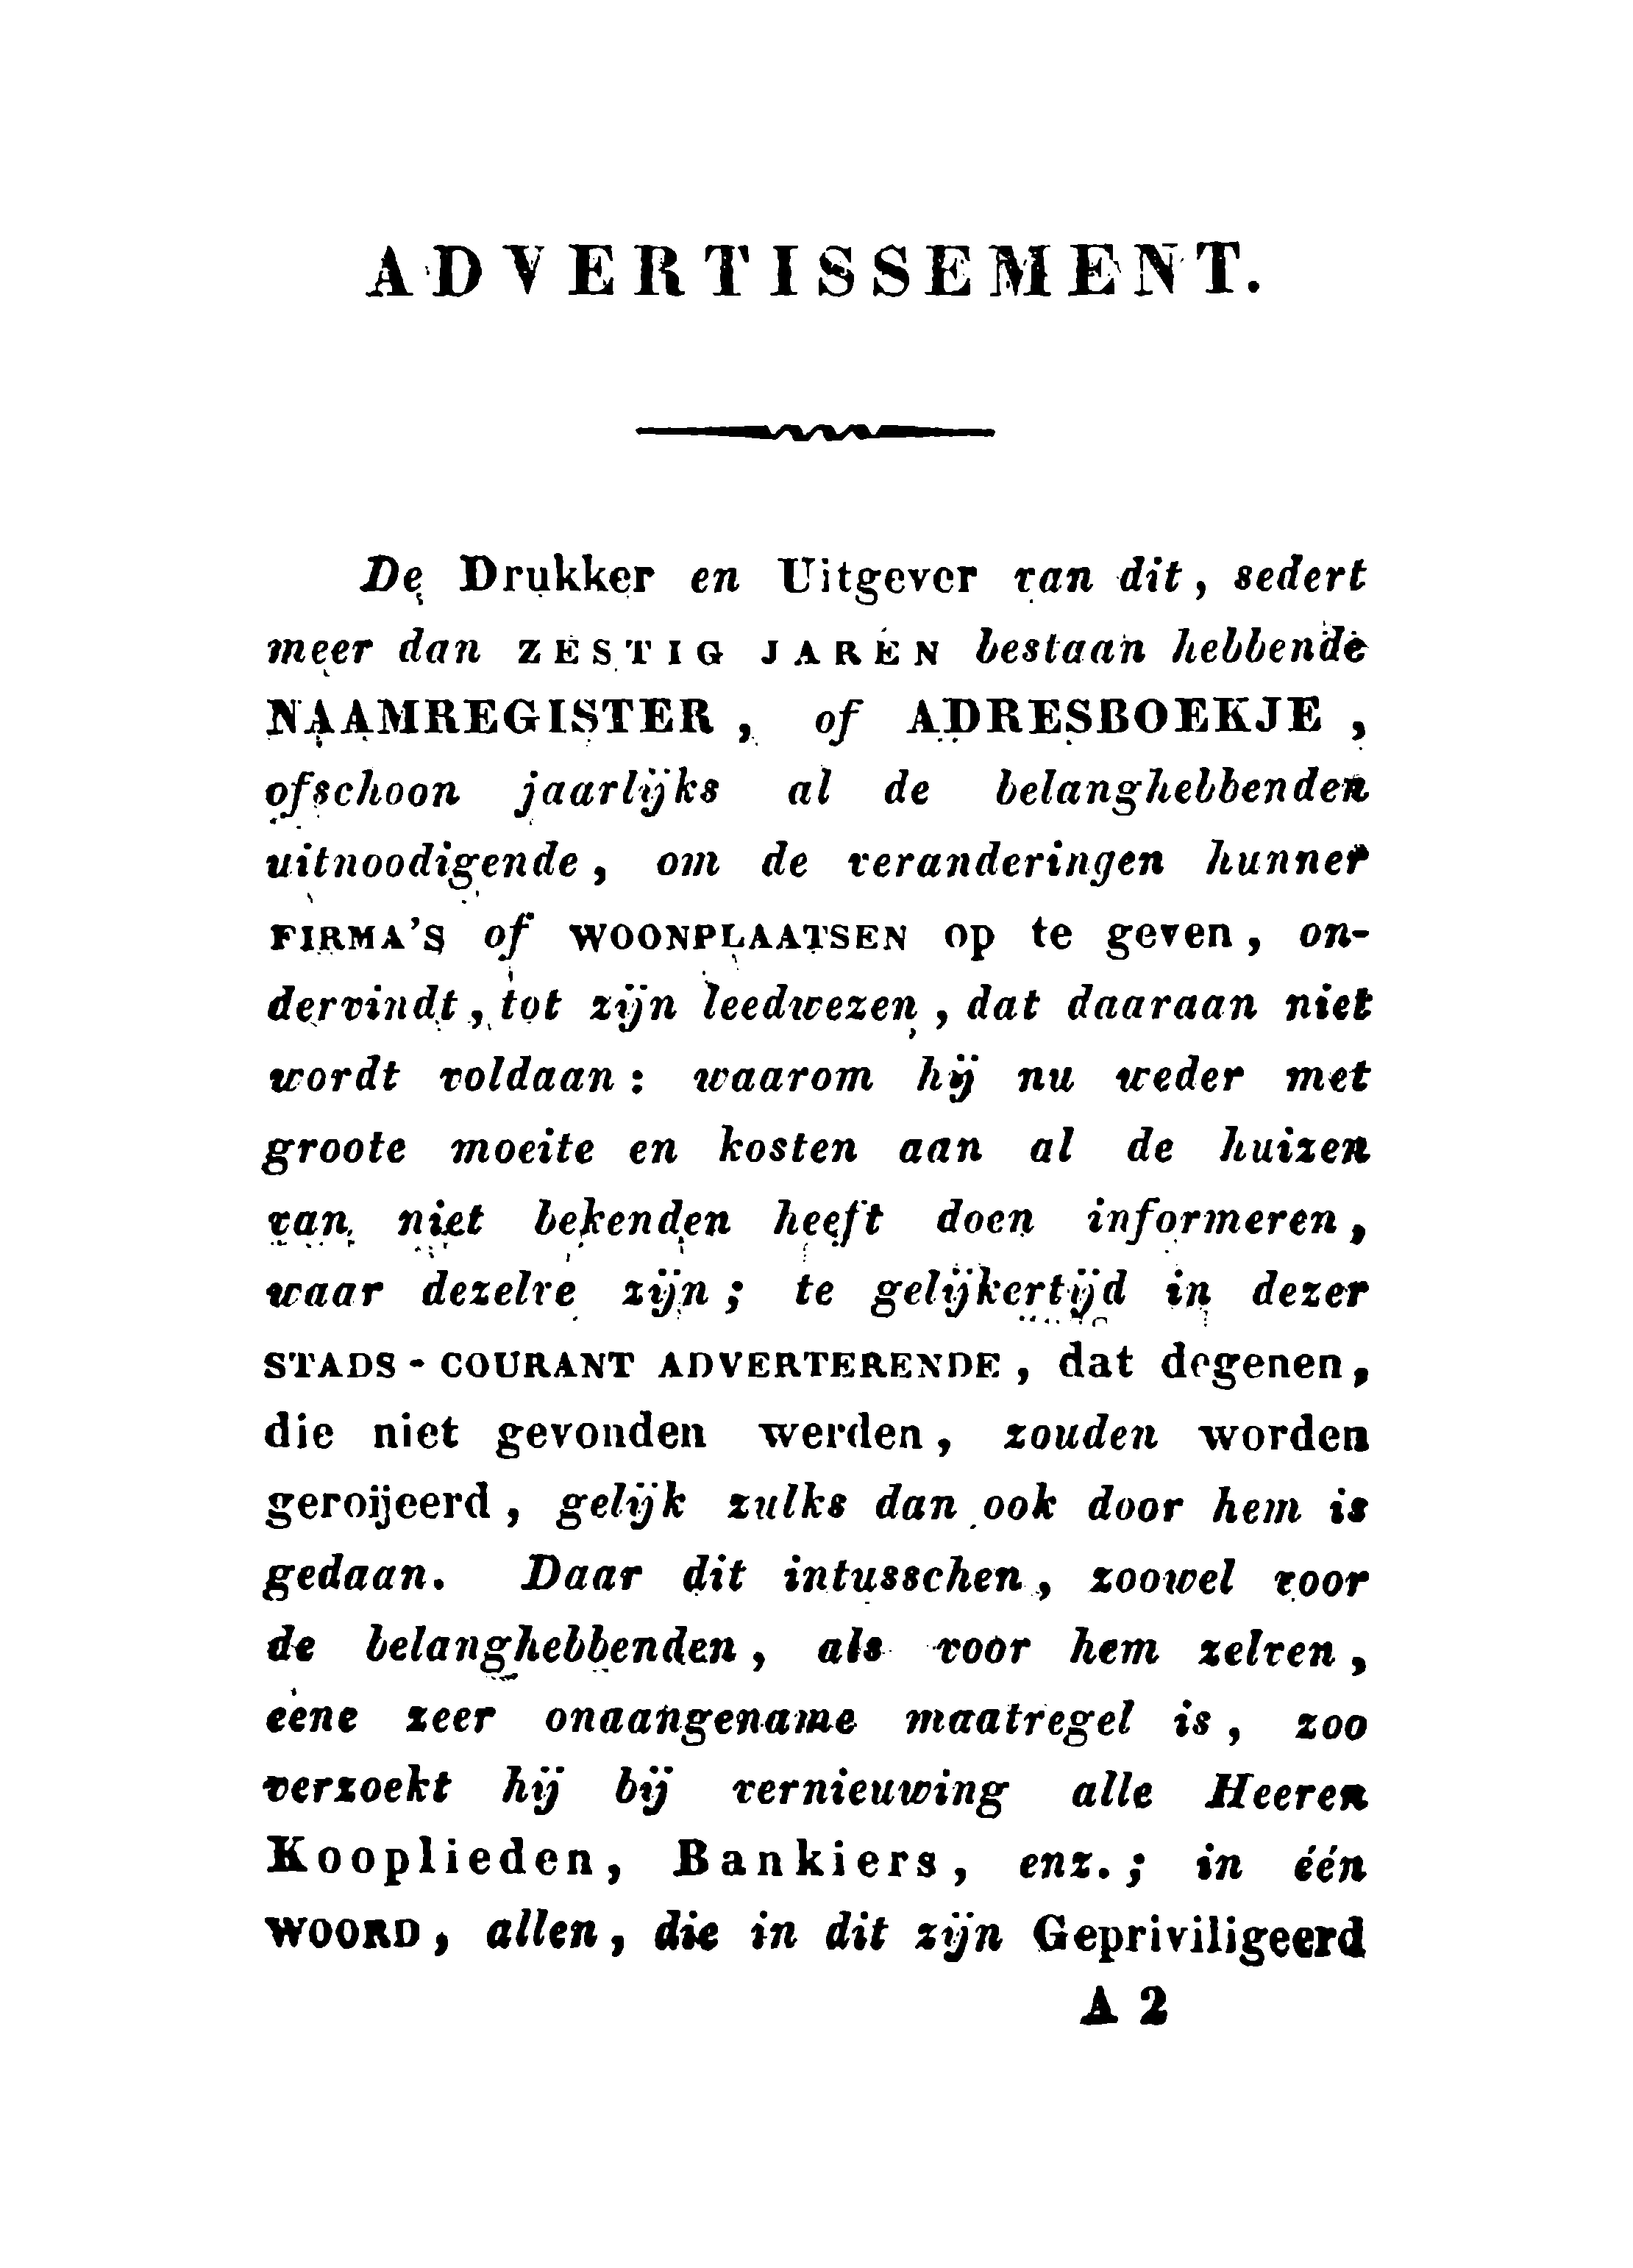 ADVERTISSEMENT.
De Drukker en Uitgever van dit, sedert
meer dan ZESTIG JAREN bestaan hebbende
NAAMREGISTER, of ADRESBOEKJE,
ofschoon jaarlijks al de belanghebbenden
uitnoodigende, om de veranderingen hunner
FIRMA'S of WOONPLAATSEN op te geven, on-
dervindt, tot zijn leedwezen, dat daaraan niet
wordt voldaan: waarom hij nu weder met
groote moeite en kosten aan al de huizen
van niet bekenden heeft doen informeren,
waar dezelve zijn; te gelijkertijd in dezer
STADS-COURANT ADVERTERENDE, dat degenen,
die niet gevonden werden, zouden worden
geroijeerd, gelijk zulks dan ook door hem is
gedaan. Daar dit intusschen, zoowel voor
de belanghebbenden, als voor hem zelven,
eene zeer onaangename maatregel is, zoo
verzoekt hij bij vernieuwing alle Heeren
Kooplieden, Bankiers, enz.; in één
WOORD, allen, die in dit zijn Gepriviligeerd
A 2